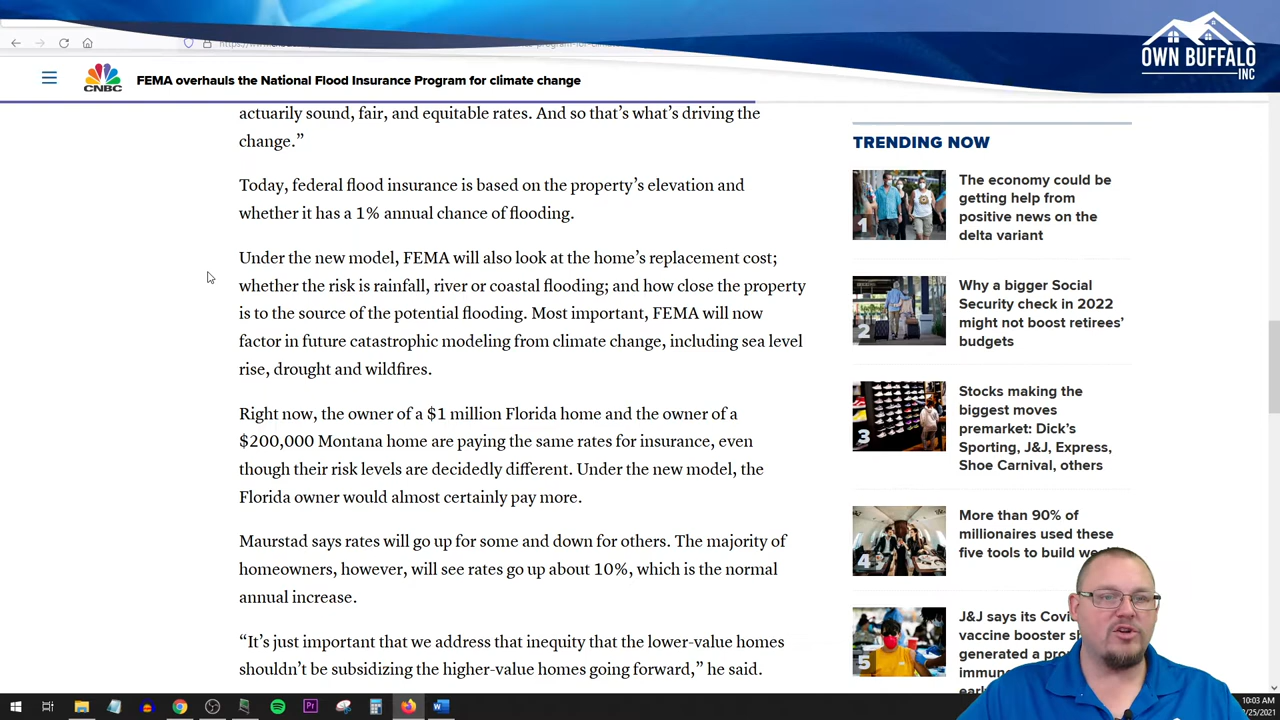 OWN BUFFALO
INC
CNBC
FEMA overhauls the National Flood Insurance Program for climate change
actuarily sound, fair, and equitable rates. And so that’s what’s driving the
change.”
Today, federal flood insurance is based on the property’s elevation and
whether it has a 1% annual chance of flooding.
Under the new model, FEMA will also look at the home’s replacement cost;
whether the risk is rainfall, river or coastal flooding; and how close the property
is to the source of the potential flooding. Most important, FEMA will now
factor in future catastrophic modeling from climate change, including sea level
rise, drought and wildfires.
Right now, the owner of a $1 million Florida home and the owner of a
$200,000 Montana home are paying the same rates for insurance, even
though their risk levels are decidedly different. Under the new model, the
Florida owner would almost certainly pay more.
Maurstad says rates will go up for some and down for others. The majority of
homeowners, however, will see rates go up about 10%, which is the normal
annual increase.
“It’s just important that we address that inequity that the lower-value homes
shouldn’t be subsidizing the higher-value homes going forward,” he said.
TRENDING NOW
1
The economy could be
getting help from
positive news on the
delta variant
2
Why a bigger Social
Security check in 2022
might not boost retirees’
budgets
3
Stocks making the
biggest moves
premarket: Dick’s
Sporting, J&J, Express,
Shoe Carnival, others
4
More than 90% of
millionaires used these
five tools to build
5
J&J says its
vaccine booster
generated a
10:03 AM
/25/2021